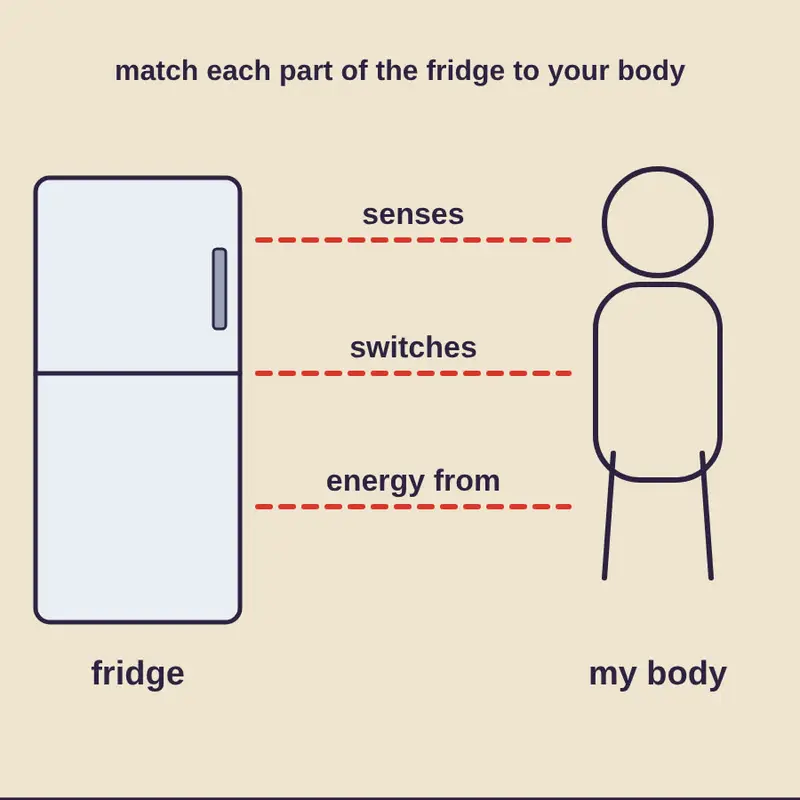 match each part of the fridge to your body
senses
switches
energy from
fridge
my body